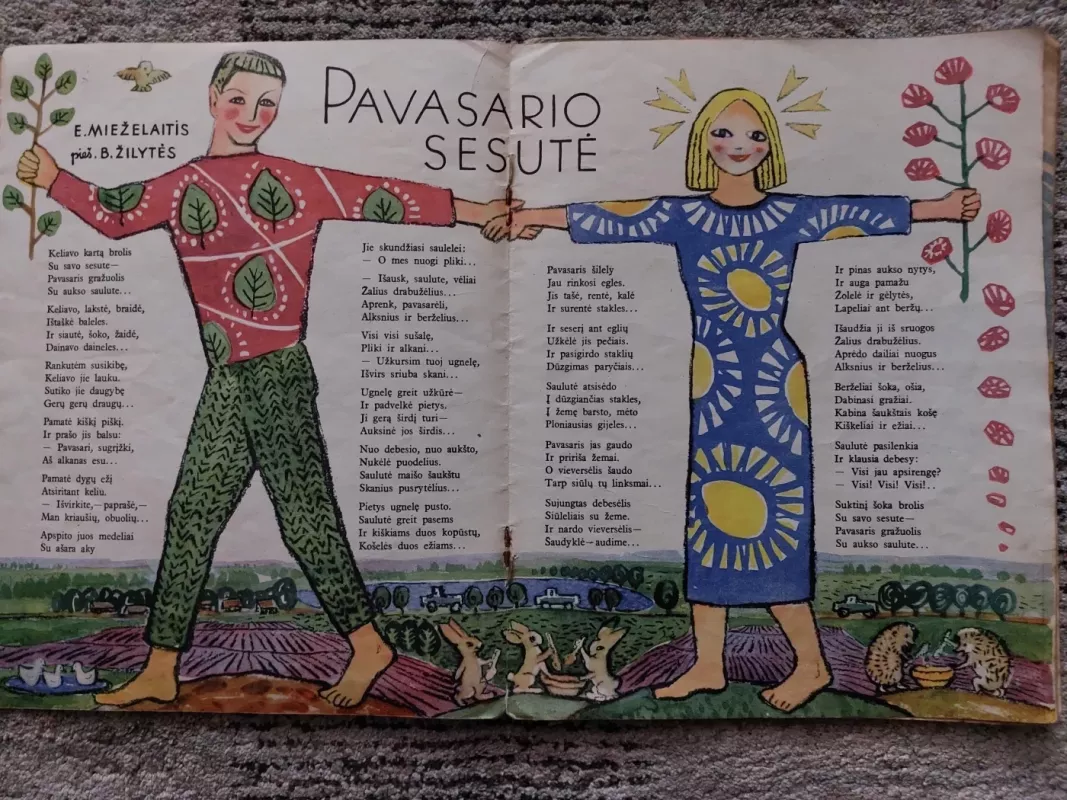 PAVASARIO
SESUTĖ
E. MIEŽELAITIS
pieš. B. ŽILYTĖS
Keliavo kartą brolis
Su savo sesute—
Pavasaris gražuolis
Su aukso saulute...
Keliavo, lakstė, braidė,
Ištaškė baleles.
Ir siautė, šoko, žaidė,
Dainavo daineles...
Rankutėm susikibę,
Keliavo jie lauku.
Sutiko jie daugybę
Gerų gerų draugų...
Pamatė kiškį piškį.
Ir prašo jis balsu:
— Pavasari, sugrįžki,
Aš alkanas esu...
Pamatė dygų ežį
Atsiritant keliu.
— Išvirkite,—paprašė,—
Man kriaušių, obuolių...
Apspito juos medeliai
Su ašara aky
Jie skundžiasi saulelei:
— O mes nuogi pliki...
— Išausk, saulute, vėliai
Žalius drabužėlius...
Aprenk, pavasarėli,
Alksnius ir berželius...
Visi visi sušalę,
Pliki ir alkani...
— Užkursim tuoj ugnelę,
Išvirs sriuba skani...
Ugnelę greit užkūrė—
Ir padvelkė pietys.
Ji gerą širdį turi—
Auksinė jos širdis...
Nuo debesio, nuo aukšto,
Nukėlė puodelius.
Saulutė maišo šaukštu
Skanius pusrytėlius...
Pietys ugnelę pusto.
Saulutė greit pasems
Ir kiškiams duos kopūstų,
Košelės duos ežiams...
Pavasaris šilely
Jau rinkosi egles.
Jis tašė, rentė, kalė
Ir surentė stakles...
Ir seserį ant eglių
Užkėlė jis pečiais.
Ir pasigirdo staklių
Dūzgimas paryčiais...
Saulutė atsisėdo
Į dūzgiančias stakles,
Į žemę barsto, mėto
Ploniausias gijeles...
Pavasaris jas gaudo
Ir pririša žemai.
O vieversėlis šaudo
Tarp siūlų tų linksmai...
Sujungtas debesėlis
Siūleliais su žeme.
Ir nardo vieversėlis—
Saudyklė—audime...
Ir pinas aukso nytys,
Ir auga pamažu
Žolelė ir gėlytės,
Lapeliai ant beržų...
Išaudžia ji iš sruogos
Žalius drabužėlius.
Aprėdo dailiai nuogus
Alksnius ir berželius...
Berželiai šoka, ošia,
Dabinasi gražiai.
Kabina šaukštais košę
Kiškeliai ir ežiai...
Saulutė pasilenkia
Ir klausia debesy:
— Visi jau apsirengę?
— Visi! Visi! Visi!..
Suktinį šoka brolis
Su savo sesute—
Pavasaris gražuolis
Su aukso saulute...